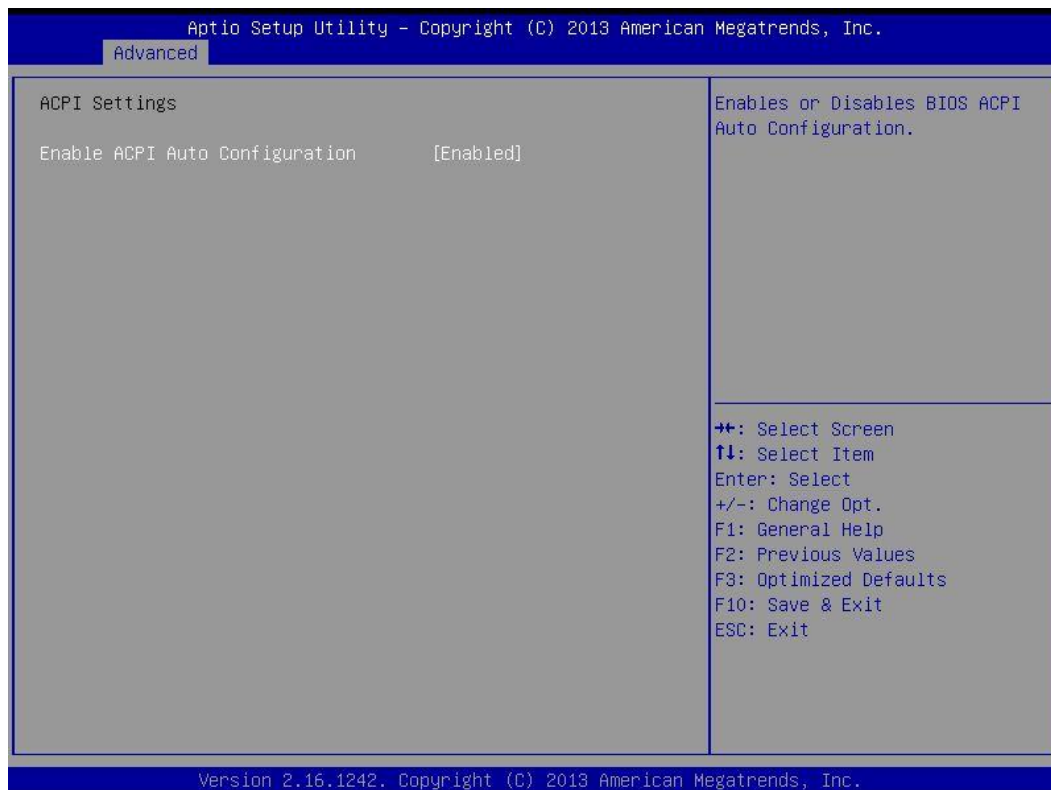 Aptio Setup Utility – Copyright (C) 2013 American Megatrends, Inc.
Advanced
ACPI Settings
Enable ACPI Auto Configuration [Enabled]
Enables or Disables BIOS ACPI
Auto Configuration.
→←: Select Screen
↑↓: Select Item
Enter: Select
+/-: Change Opt.
F1: General Help
F2: Previous Values
F3: Optimized Defaults
F10: Save & Exit
ESC: Exit
Version 2.16.1242. Copyright (C) 2013 American Megatrends, Inc.